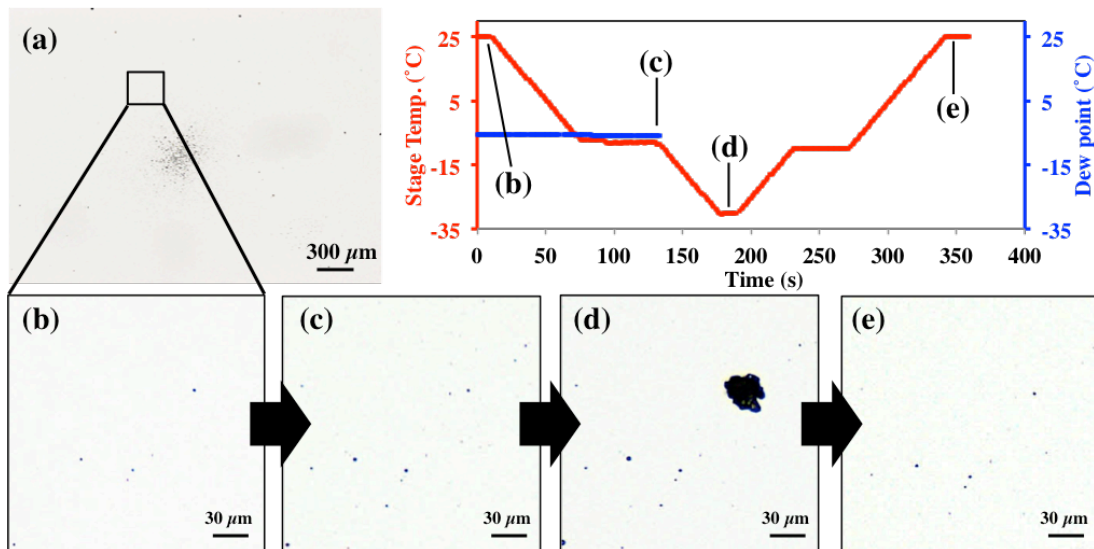 (a)
300 µm
Stage Temp. (˚C)
25
5
-15
-35
(b)
(c)
(d)
(e)
25
5
-15
-35
Dew point (˚C)
0 50 100 150 200 250 300 350 400
Time (s)
(b)
30 µm
(c)
30 µm
(d)
30 µm
(e)
30 µm